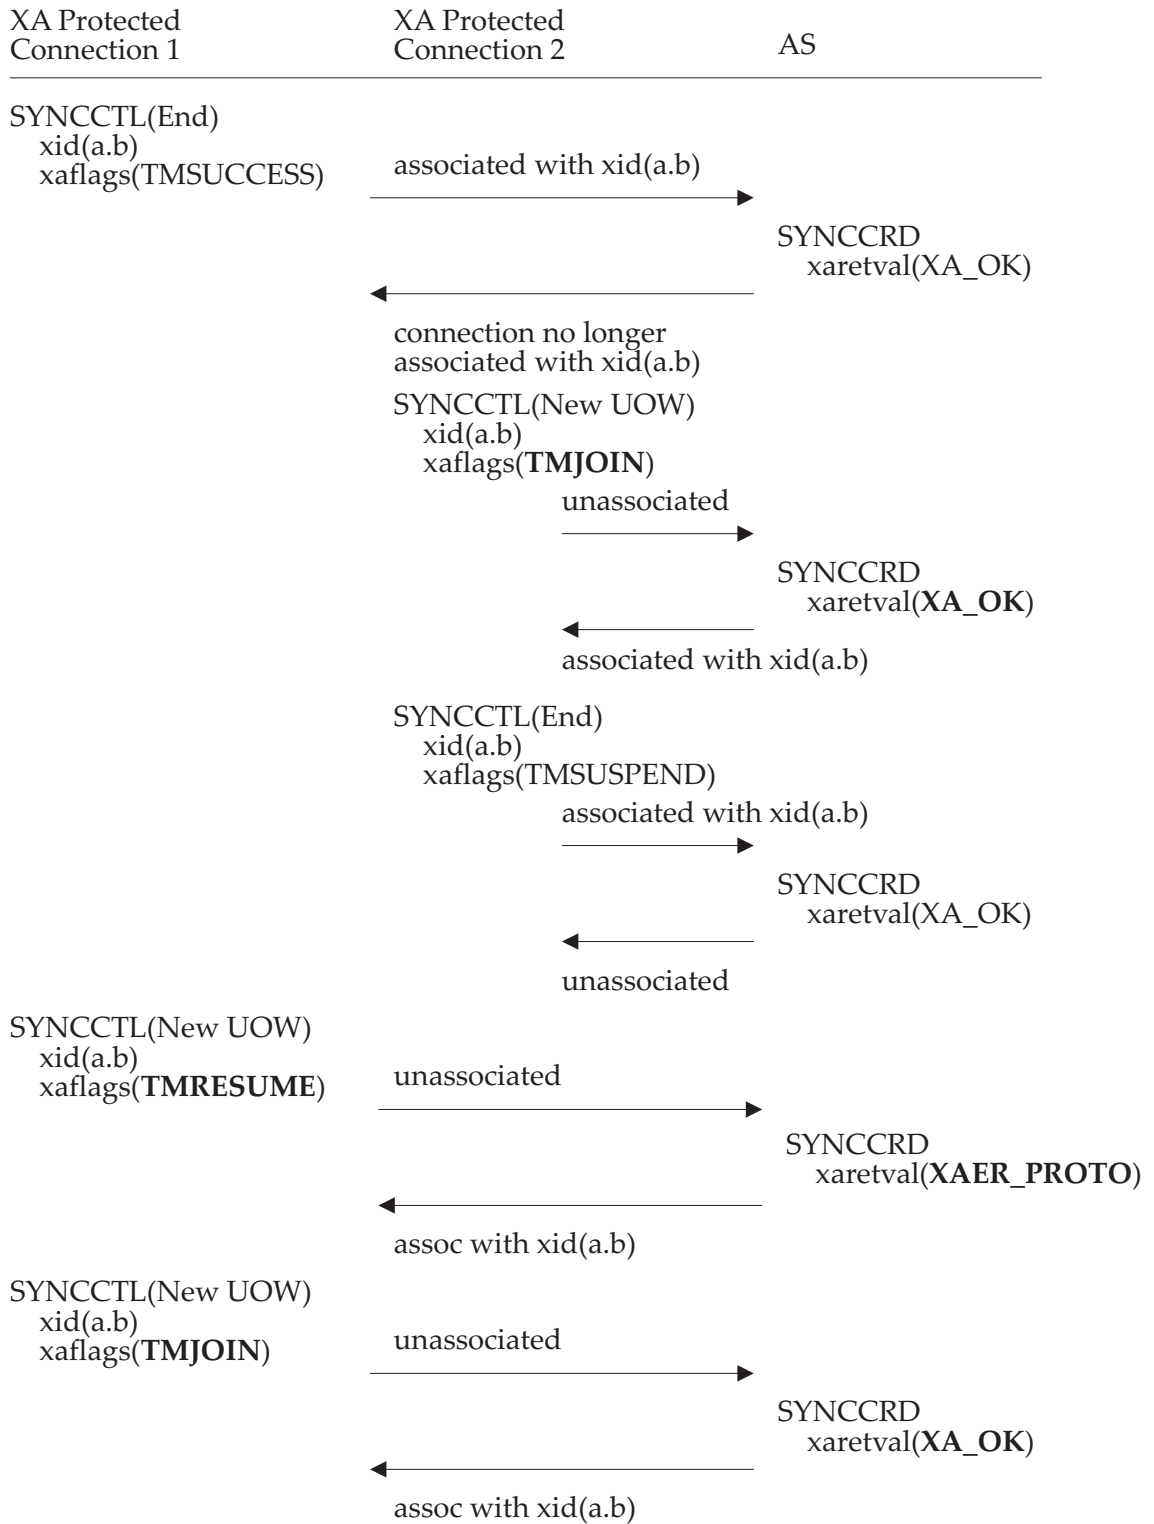 XA Protected
Connection 1
XA Protected
Connection 2
AS
SYNCCTL(End)
xid(a.b)
xaflags(TMSUCCESS)
associated with xid(a.b)
SYNCCRD
xaretval(XA_OK)
connection no longer
associated with xid(a.b)
SYNCCTL(New UOW)
xid(a.b)
xaflags(TMJOIN)
unassociated
SYNCCRD
xaretval(XA_OK)
associated with xid(a.b)
SYNCCTL(End)
xid(a.b)
xaflags(TMSUSPEND)
associated with xid(a.b)
SYNCCRD
xaretval(XA_OK)
unassociated
SYNCCTL(New UOW)
xid(a.b)
xaflags(TMRESUME)
unassociated
SYNCCRD
xaretval(XAER_PROTO)
assoc with xid(a.b)
SYNCCTL(New UOW)
xid(a.b)
xaflags(TMJOIN)
unassociated
SYNCCRD
xaretval(XA_OK)
assoc with xid(a.b)